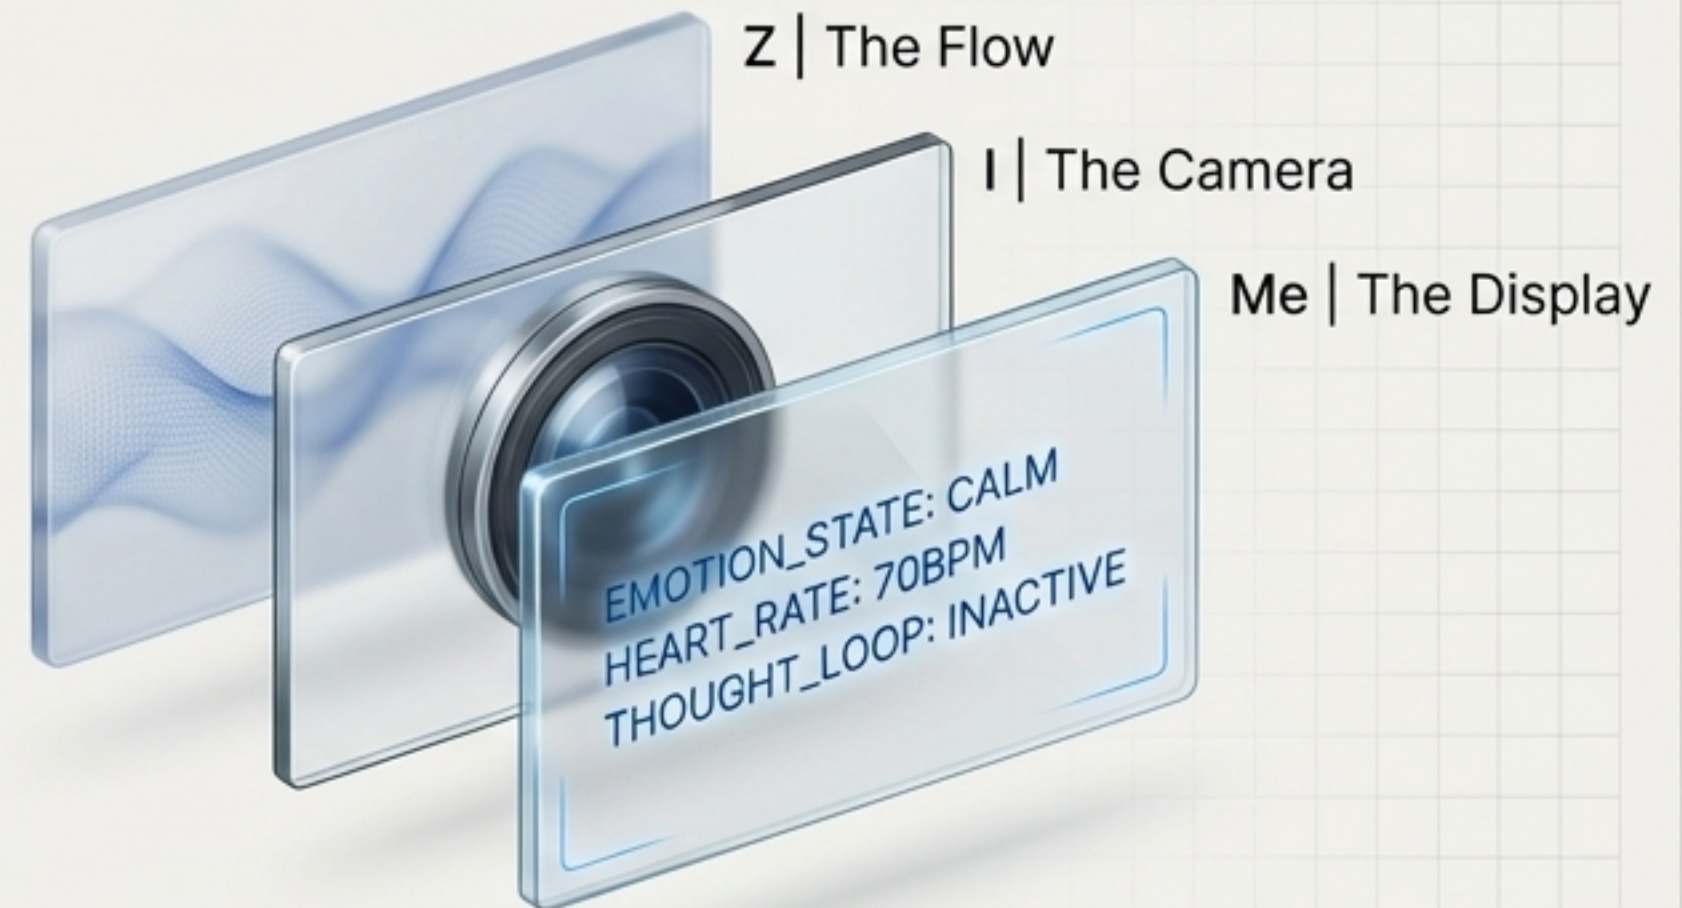 Z | The Flow
I | The Camera
Me | The Display
EMOTION_STATE: CALM
HEART_RATE: 70BPM
THOUGHT_LOOP: INACTIVE